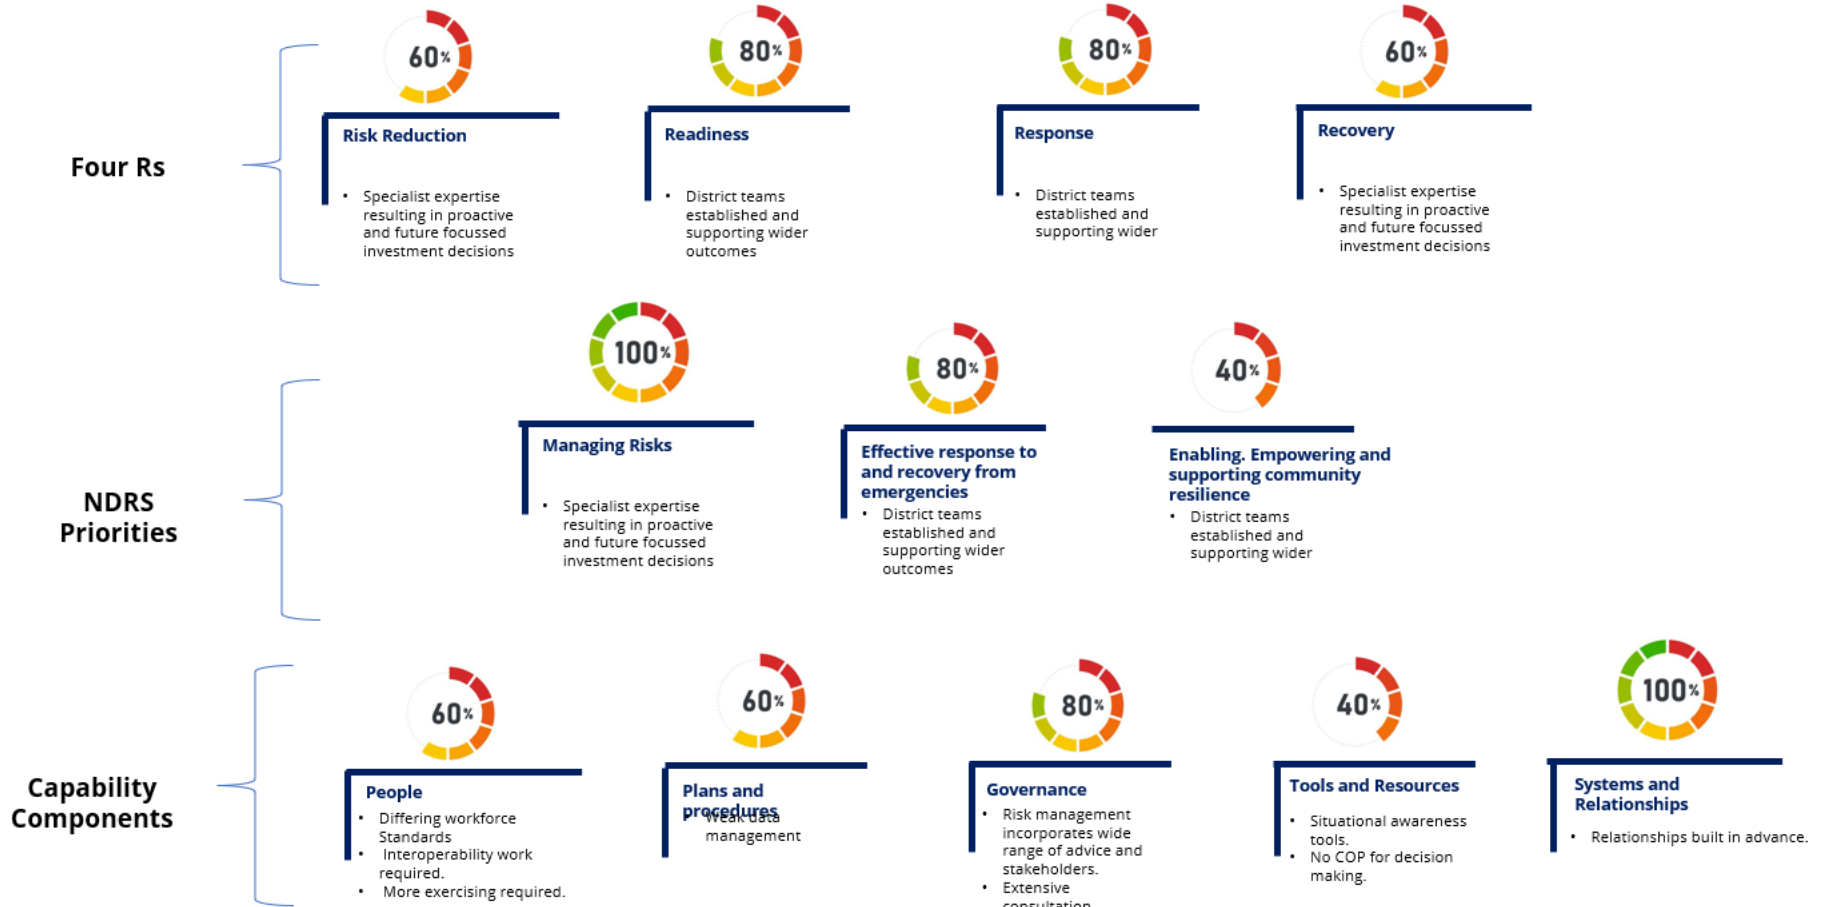 60%
80%
80%
60%
Four Rs
Risk Reduction
• Specialist expertise
resulting in proactive
and future focussed
investment decisions
Readiness
• District teams
established and
supporting wider
outcomes
Response
• District teams
established and
supporting wider
Recovery
• Specialist expertise
resulting in proactive
and future focussed
investment decisions
100%
80%
40%
NDRS
Priorities
Managing Risks
• Specialist expertise
resulting in proactive
and future focussed
investment decisions
Effective response to
and recovery from
emergencies
• District teams
established and
supporting wider
outcomes
Enabling. Empowering and
supporting community
resilience
• District teams
established and
supporting wider
60%
60%
80%
40%
100%
Capability
Components
People
• Differing workforce
Standards
• Interoperability work
required.
• More exercising required.
Plans and
procedures
• Weak data
management
Governance
• Risk management
incorporates wide
range of advice and
stakeholders.
• Extensive
consultation
Tools and Resources
• Situational awareness
tools.
• No COP for decision
making.
Systems and
Relationships
• Relationships built in advance.